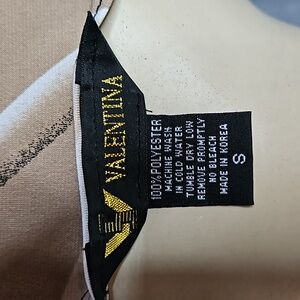 VALENTINA
100% POLYESTER
MACHINE WASH
IN COLD WATER
TUMBLE DRY LOW
REMOVE PROMPTLY
NO BLEACH
MADE IN KOREA
S